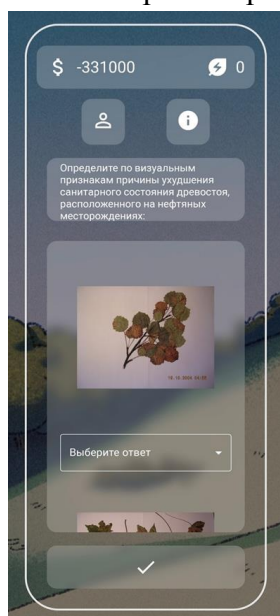 $ -331000 0
Определите по визуальным
признакам причины ухудшения
санитарного состояния древостоя,
расположенного на нефтяных
месторождениях:
Выберите ответ